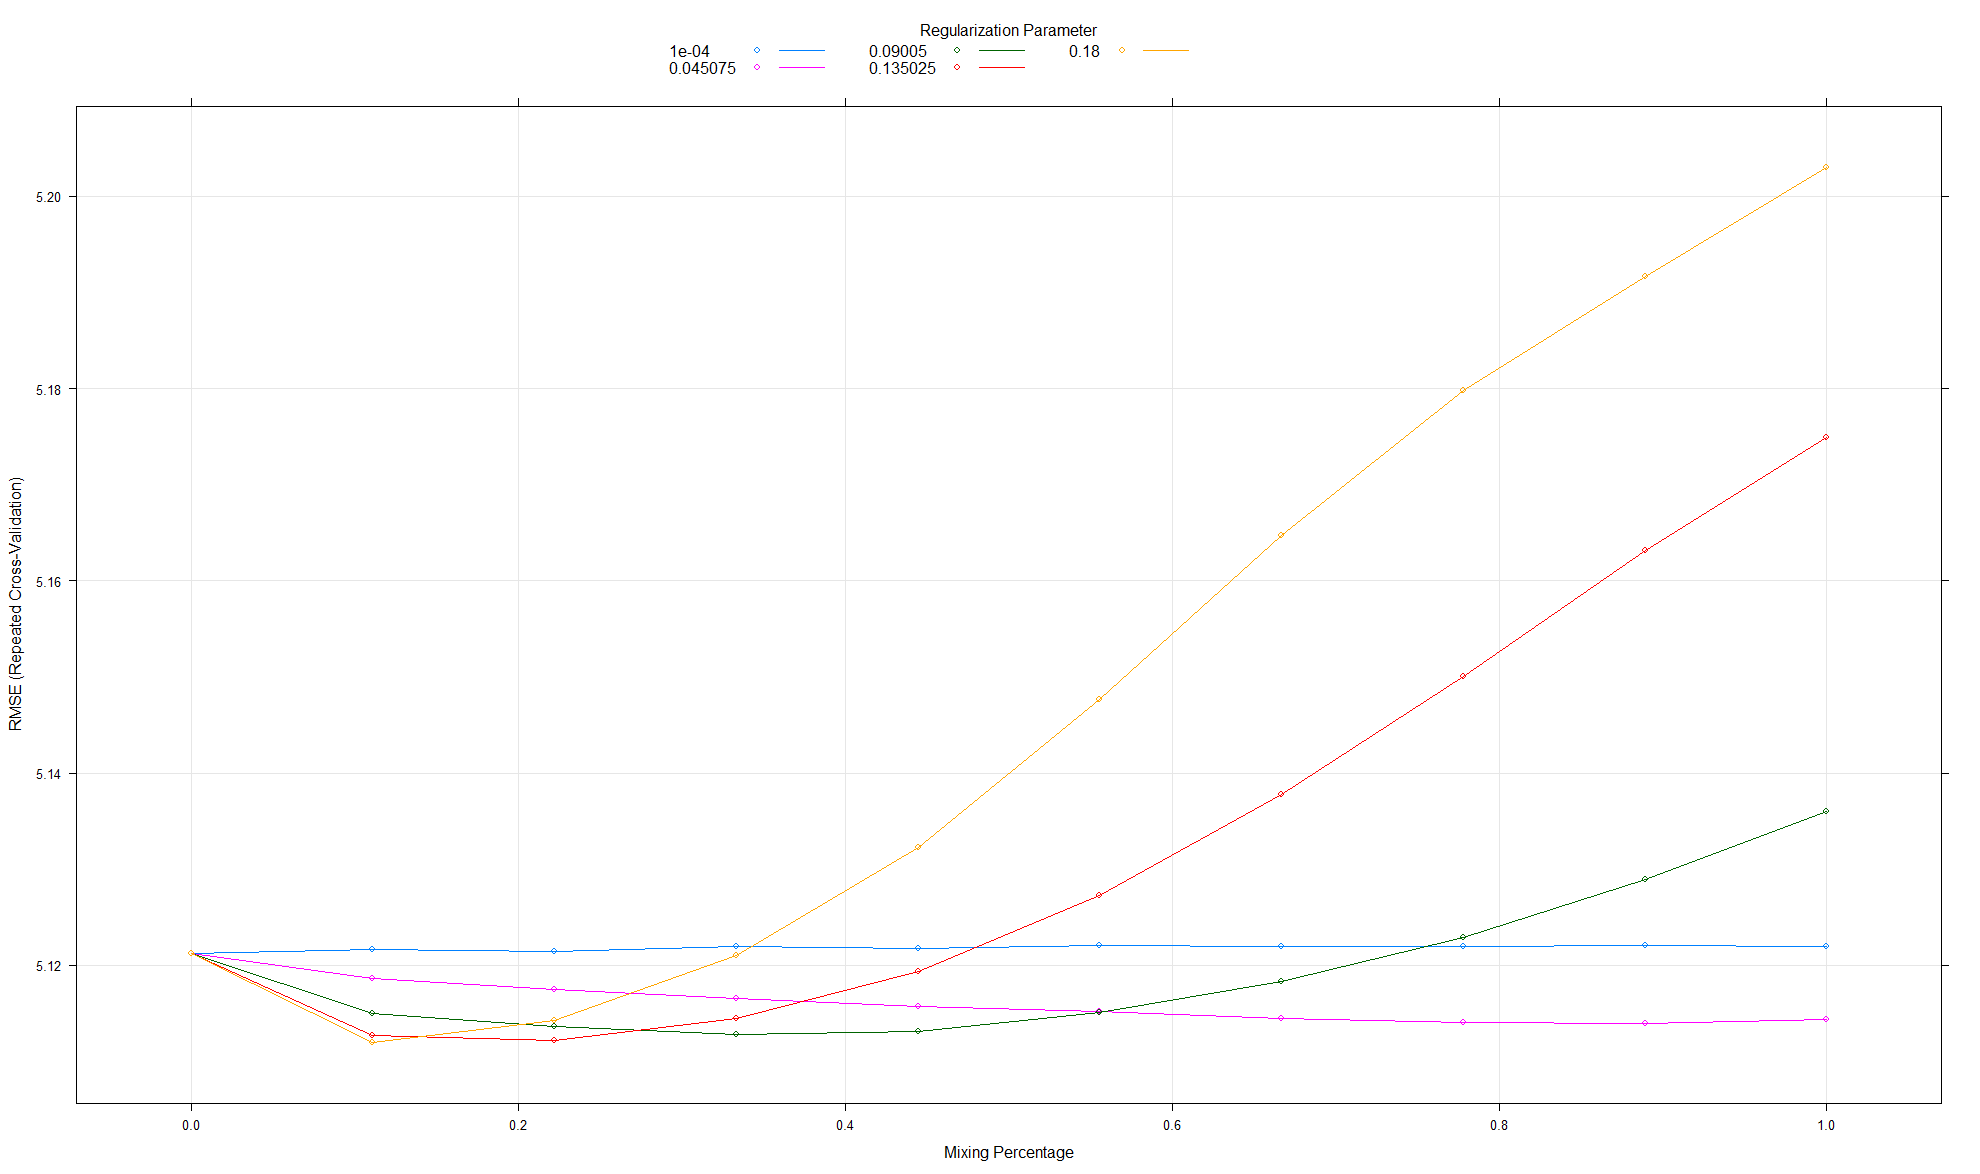 Regularization Parameter
1e-04 0.09005 0.18
0.045075 0.135025
RMSE (Repeated Cross-Validation)
5.20
5.18
5.16
5.14
5.12
0.0 0.2 0.4 0.6 0.8 1.0
Mixing Percentage